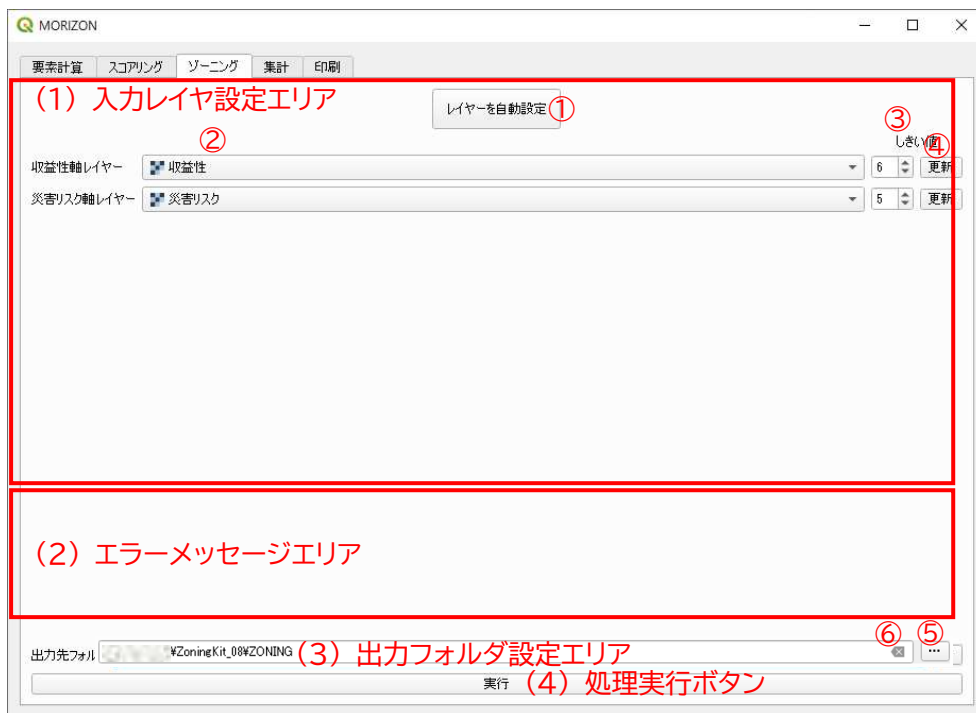 MORIZON
要素計算 スコアリング ゾーニング 集計 印刷
(1)入力レイヤ設定エリア
レイヤーを自動設定①
② ③
しきい値④
収益性軸レイヤー 収益性 6 更新
災害リスク軸レイヤー 災害リスク 5 更新
(2)エラーメッセージエリア
⑥ ⑤
出力先フォル ¥ZoningKit_08¥ZONING(3)出力フォルダ設定エリア ...
実行(4)処理実行ボタン